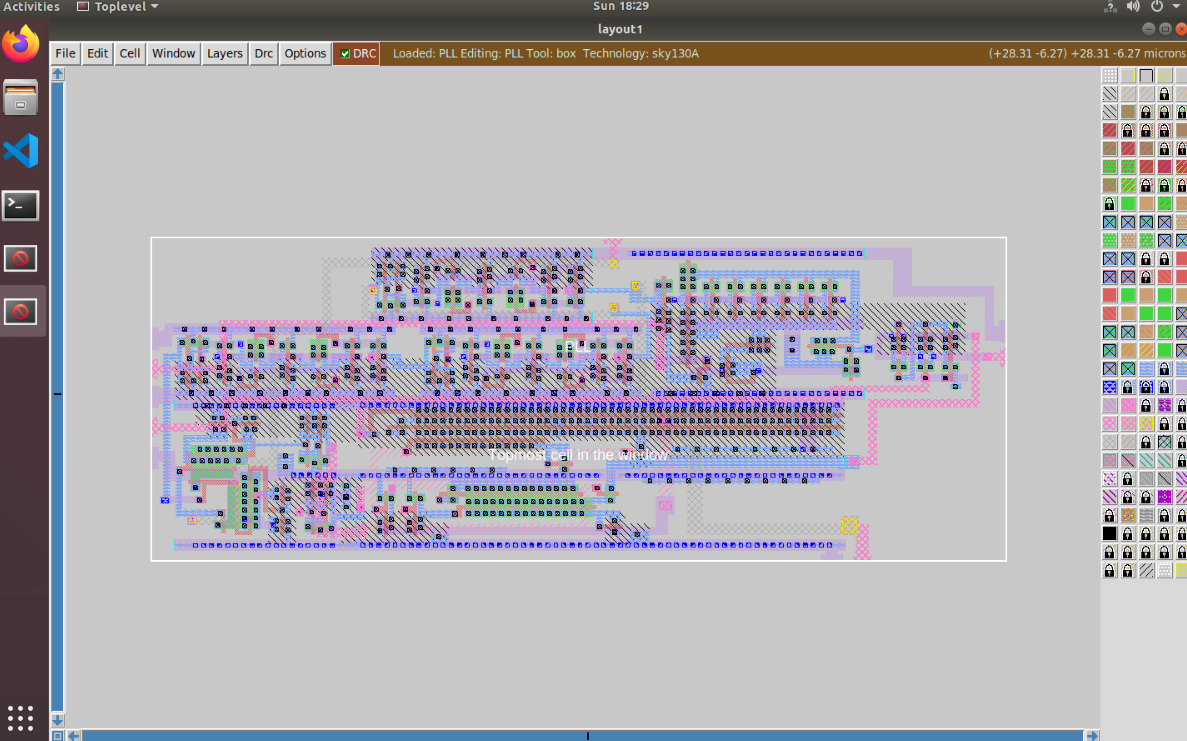 Activities Toplevel Sun 18:29
layout1
File Edit Cell Window Layers Drc Options DRC Loaded: PLL Editing: PLL Tool: box Technology: sky130A (+28.31 -6.27) +28.31 -6.27 microns
PLL
Topmost cell in the window